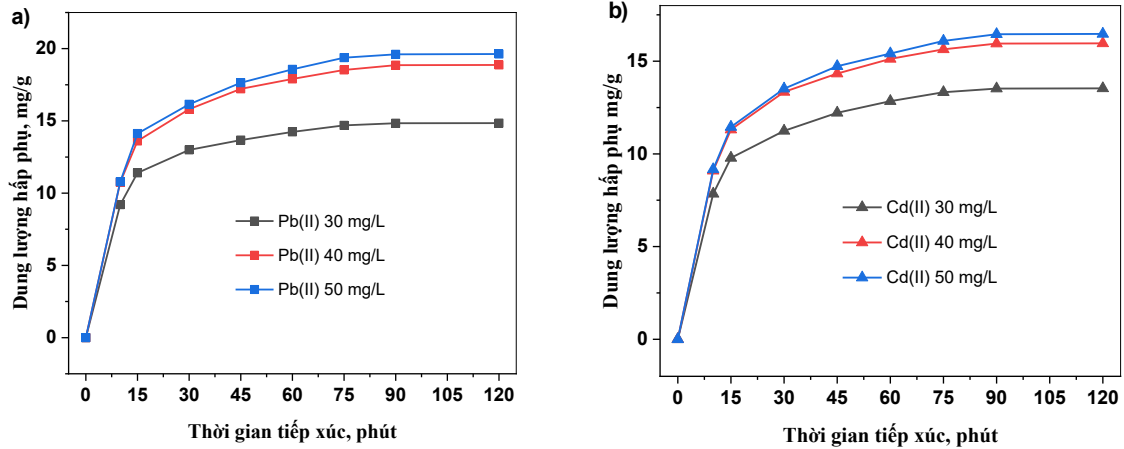 a)
Dung lượng hấp phụ, mg/g
20
15
10
5
0
Pb(II) 30 mg/L
Pb(II) 40 mg/L
Pb(II) 50 mg/L
0 15 30 45 60 75 90 105 120
Thời gian tiếp xúc, phút
b)
Dung lượng hấp phụ mg/g
15
10
5
0
Cd(II) 30 mg/L
Cd(II) 40 mg/L
Cd(II) 50 mg/L
0 15 30 45 60 75 90 105 120
Thời gian tiếp xúc, phút